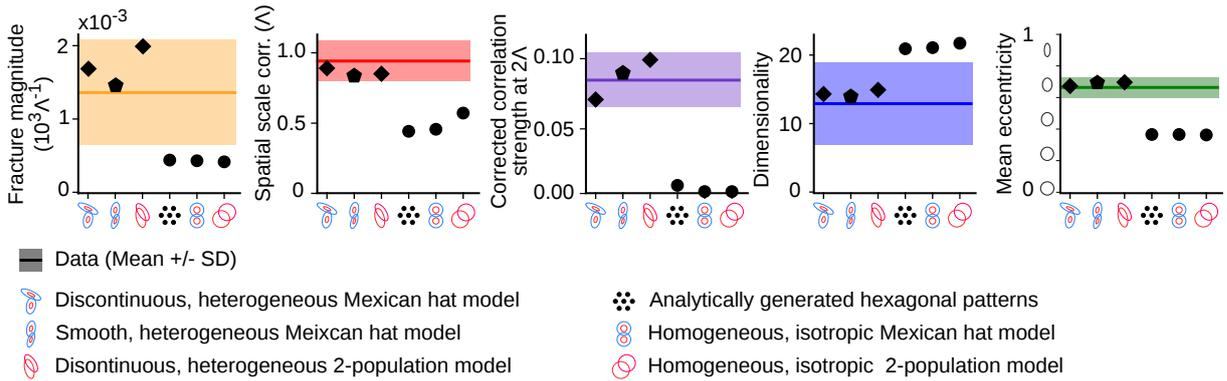 x10-3
Fracture magnitude
(10³Λ-1)
2
1
0
Spatial scale corr. (Λ)
1.0
0.5
0
Corrected correlation
strength at 2Λ
0.10
0.05
0.00
Dimensionality
20
10
0
Mean eccentricity
1
0
Data (Mean +/- SD)
Discontinuous, heterogeneous Mexican hat model
Smooth, heterogeneous Meixcan hat model
Disontinuous, heterogeneous 2-population model
Analytically generated hexagonal patterns
Homogeneous, isotropic Mexican hat model
Homogeneous, isotropic 2-population model